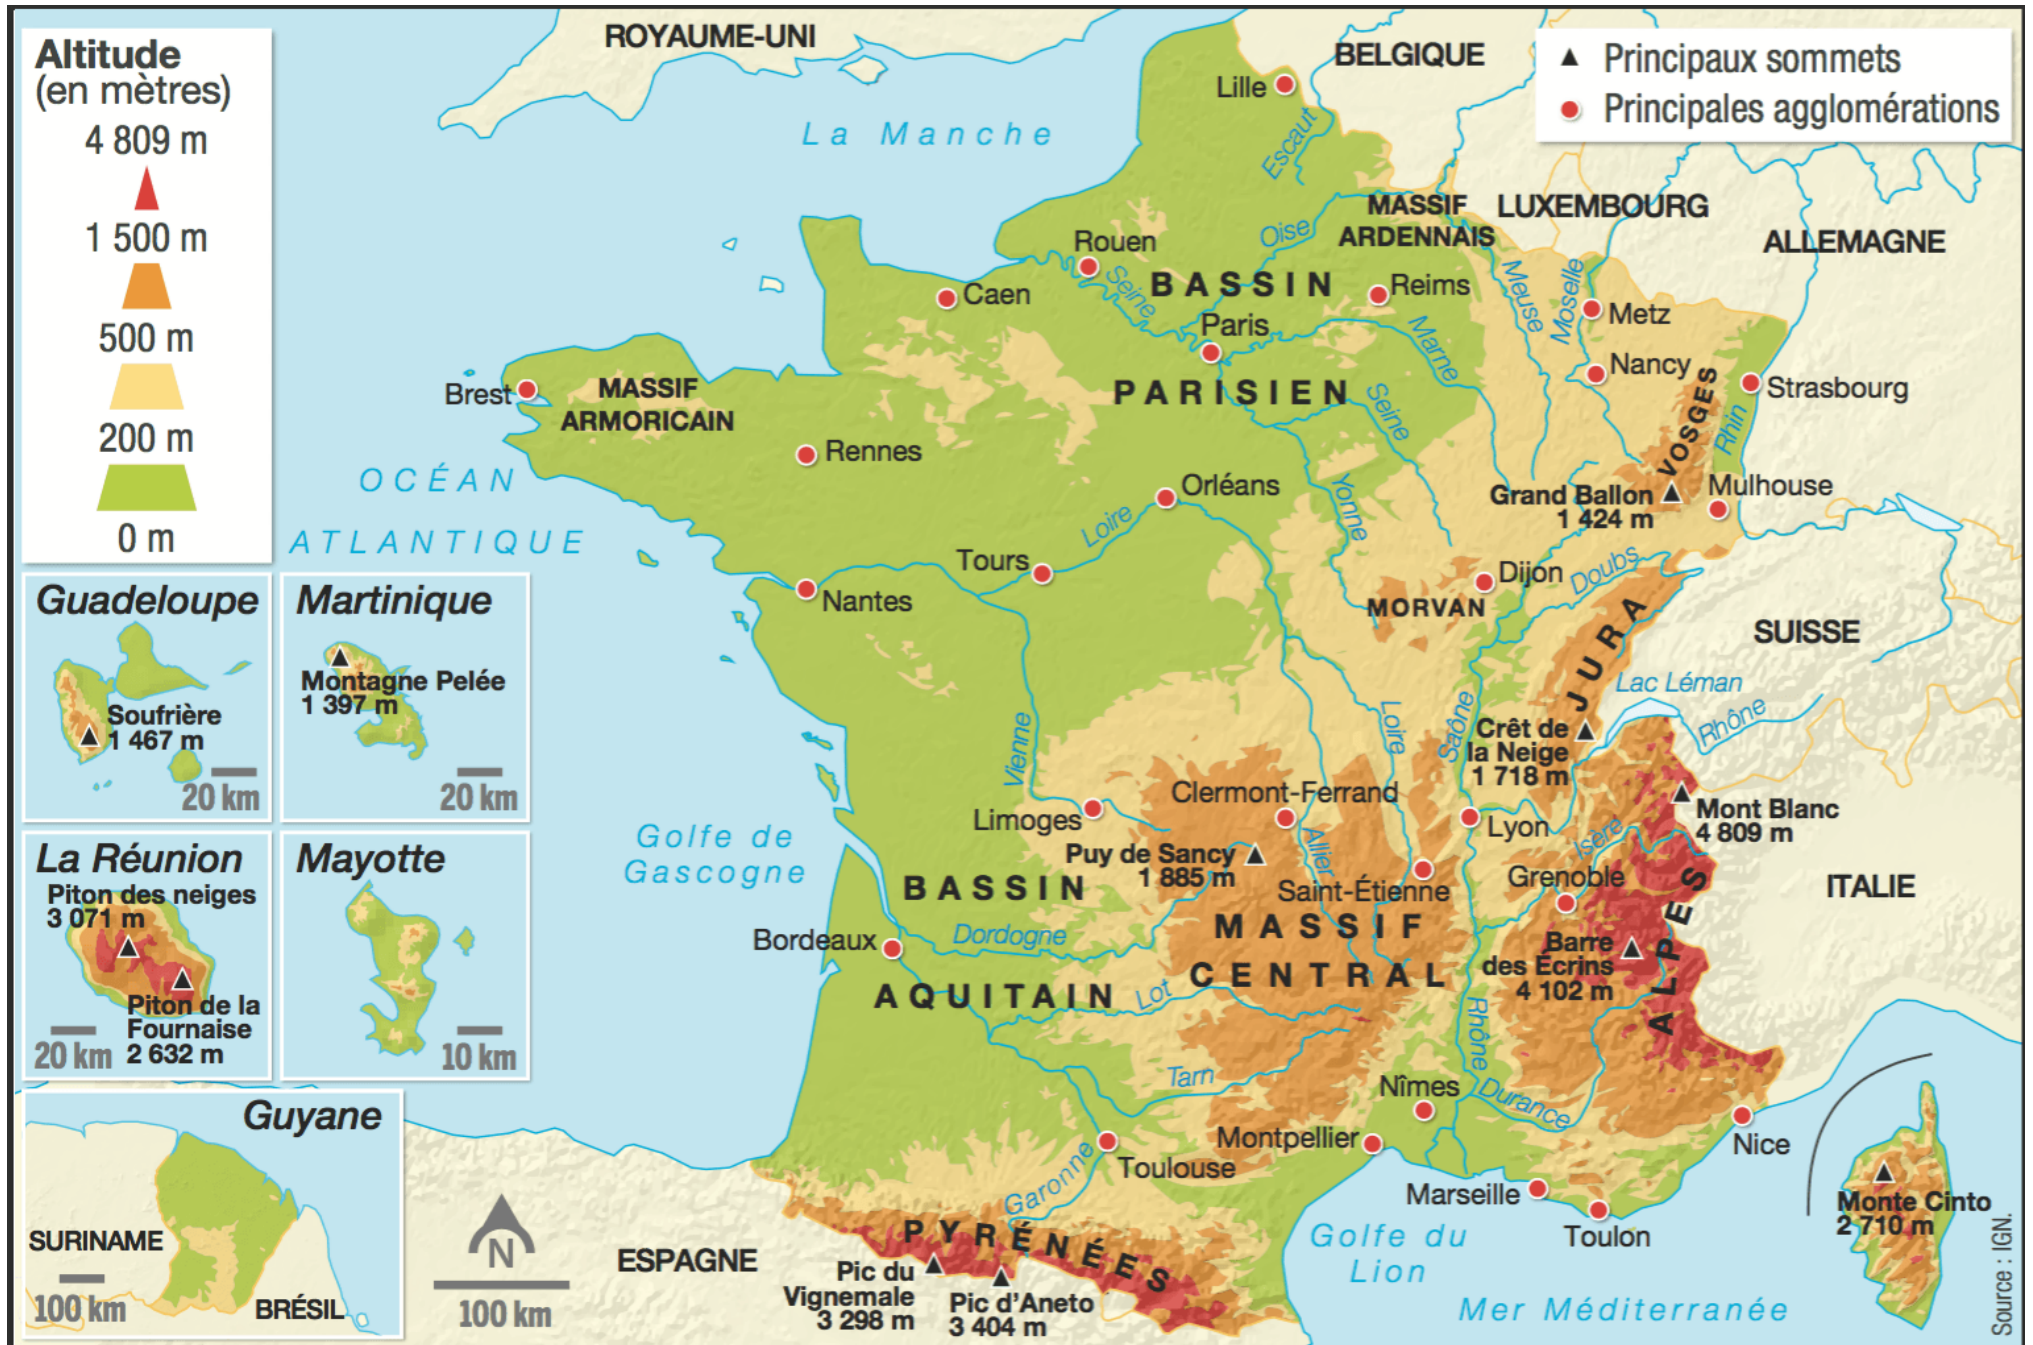 Altitude
(en mètres)
4 809 m
1 500 m
500 m
200 m
0 m
Principaux sommets
Principales agglomérations
ROYAUME-UNI
BELGIQUE
LUXEMBOURG
ALLEMAGNE
SUISSE
ITALIE
ESPAGNE
La Manche
OCÉAN
ATLANTIQUE
Golfe de
Gascogne
Golfe du
Lion
Mer Méditerranée
Lille
Escaut
MASSIF
ARDENNAIS
Oise
Rouen
Seine
BASSIN
Reims
Caen
Paris
Marne
Meuse
Moselle
Metz
Nancy
VOSGES
Strasbourg
Rhin
PARISIEN
Seine
Brest
MASSIF
ARMORICAIN
Rennes
Orléans
Yonne
Grand Ballon
1 424 m
Mulhouse
Loire
Tours
Nantes
Dijon
Doubs
MORVAN
JURA
Lac Léman
Rhône
Vienne
Loire
Saône
Crêt de
la Neige
1 718 m
Clermont-Ferrand
Mont Blanc
4 809 m
Limoges
Lyon
Isère
Puy de Sancy
1 885 m
Allier
Saint-Étienne
Grenoble
BASSIN
MASSIF
CENTRAL
ALPES
Bordeaux
Dordogne
Barre
des Écrins
4 102 m
AQUITAIN
Lot
Rhône
Tarn
Nîmes
Durance
Montpellier
Nice
Garonne
Toulouse
Marseille
Toulon
PYRÉNÉES
Pic du
Vignemale
3 298 m
Pic d'Aneto
3 404 m
Monte Cinto
2 710 m
Guadeloupe
Soufrière
1 467 m
20 km
Martinique
Montagne Pelée
1 397 m
20 km
La Réunion
Piton des neiges
3 071 m
Piton de la
Fournaise
2 632 m
20 km
Mayotte
10 km
Guyane
SURINAME
BRÉSIL
100 km
N
100 km
Source : IGN.